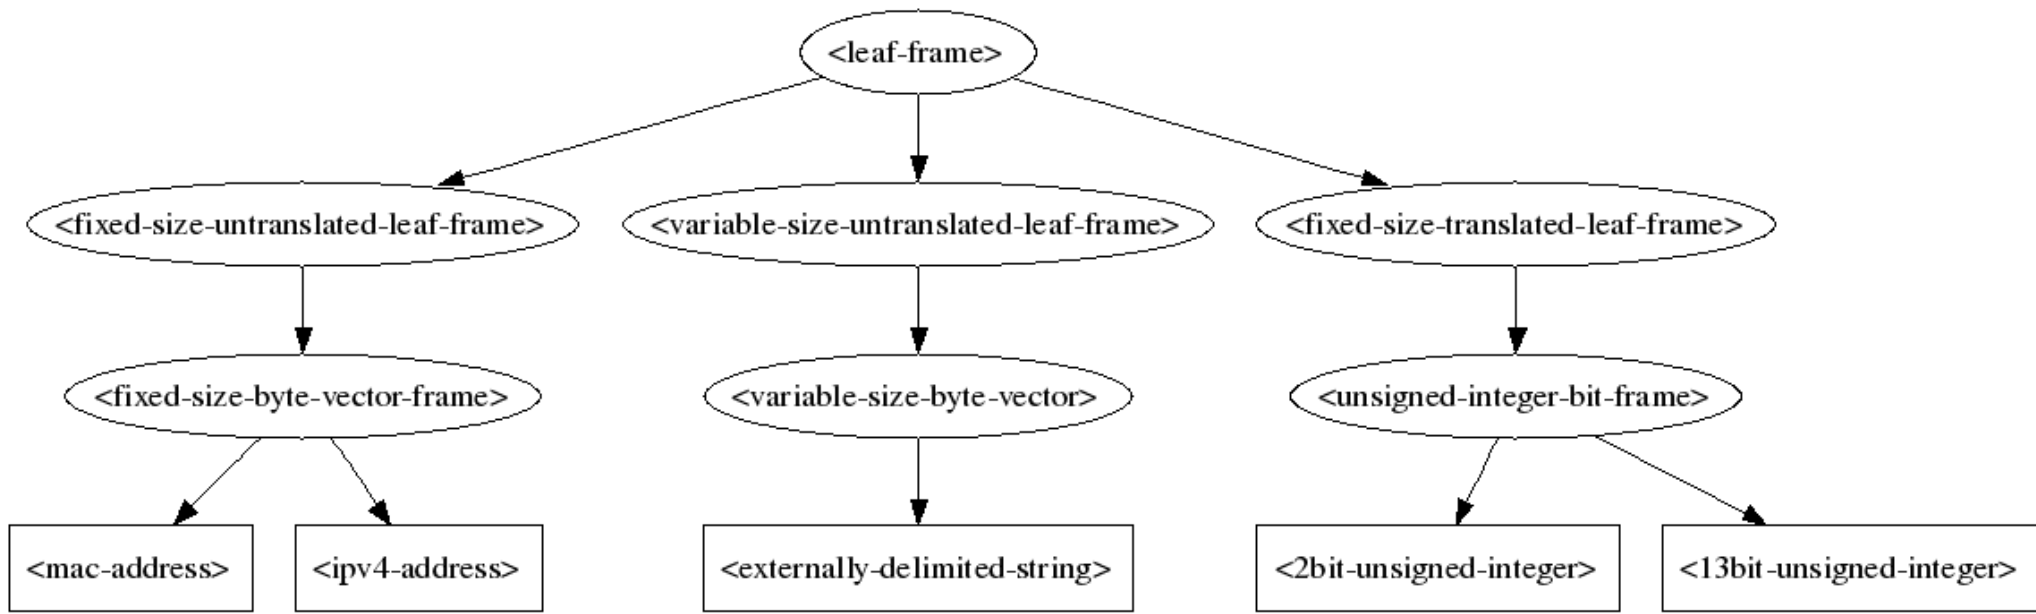 <leaf-frame>
<fixed-size-untranslated-leaf-frame>
<variable-size-untranslated-leaf-frame>
<fixed-size-translated-leaf-frame>
<fixed-size-byte-vector-frame>
<variable-size-byte-vector>
<unsigned-integer-bit-frame>
<mac-address>
<ipv4-address>
<externally-delimited-string>
<2bit-unsigned-integer>
<13bit-unsigned-integer>